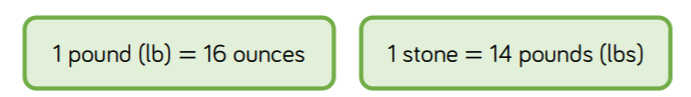 1 pound (lb) = 16 ounces
1 stone = 14 pounds (lbs)